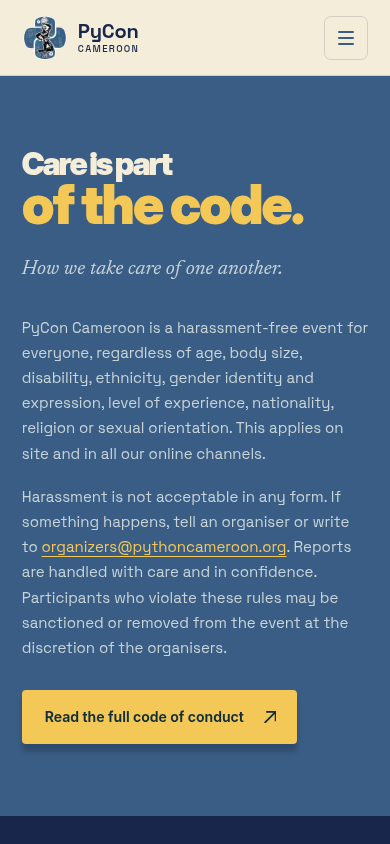 PyCon
CAMEROON
Care is part
of the code.
How we take care of one another.
PyCon Cameroon is a harassment-free event for
everyone, regardless of age, body size,
disability, ethnicity, gender identity and
expression, level of experience, nationality,
religion or sexual orientation. This applies on
site and in all our online channels.
Harassment is not acceptable in any form. If
something happens, tell an organiser or write
to organizers@pythoncameroon.org. Reports
are handled with care and in confidence.
Participants who violate these rules may be
sanctioned or removed from the event at the
discretion of the organisers.
Read the full code of conduct